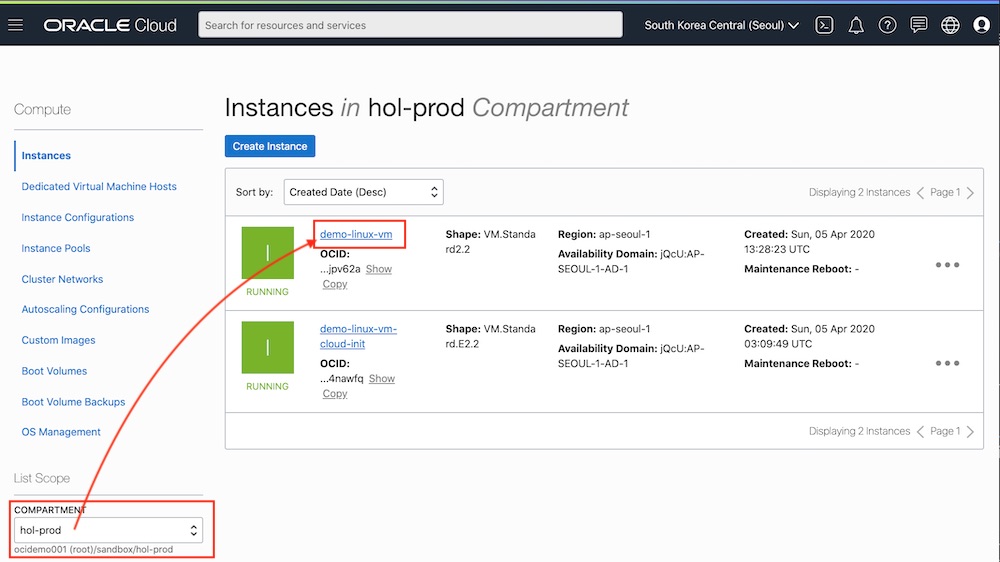 ORACLE Cloud
Search for resources and services
South Korea Central (Seoul)
Compute
Instances
Dedicated Virtual Machine Hosts
Instance Configurations
Instance Pools
Cluster Networks
Autoscaling Configurations
Custom Images
Boot Volumes
Boot Volume Backups
OS Management
List Scope
COMPARTMENT
hol-prod
ocidemo001 (root)/sandbox/hol-prod
Instances in hol-prod Compartment
Create Instance
Sort by: Created Date (Desc)
Displaying 2 Instances Page 1
I
RUNNING
demo-linux-vm
OCID:
...jpv62a Show
Copy
Shape: VM.Standa
rd2.2
Region: ap-seoul-1
Availability Domain: jQcU:AP-
SEOUL-1-AD-1
Created: Sun, 05 Apr 2020
13:28:23 UTC
Maintenance Reboot: -
I
RUNNING
demo-linux-vm-
cloud-init
OCID:
...4nawfq Show
Copy
Shape: VM.Standa
rd.E2.2
Region: ap-seoul-1
Availability Domain: jQcU:AP-
SEOUL-1-AD-1
Created: Sun, 05 Apr 2020
03:09:49 UTC
Maintenance Reboot: -
Displaying 2 Instances Page 1